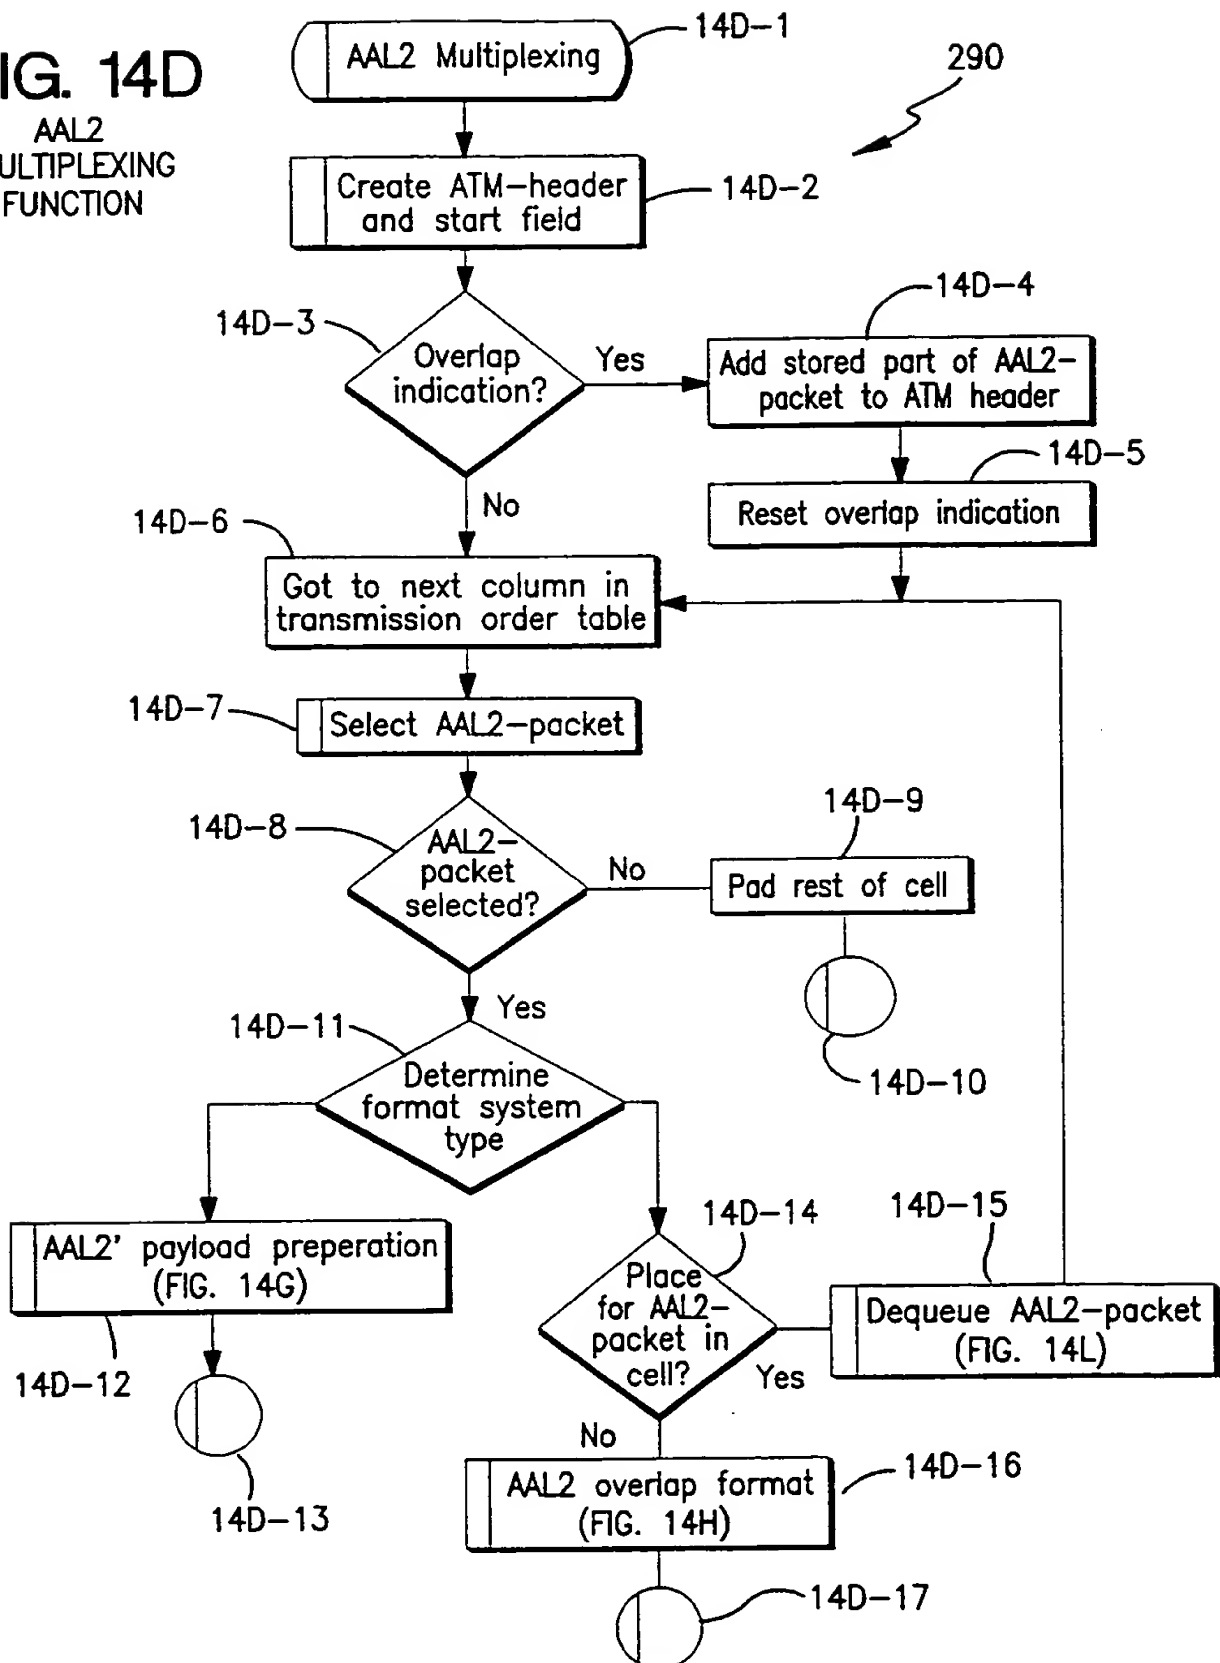 IG. 14D
AAL2
ULTIPLEXING
FUNCTION
AAL2 Multiplexing
14D-1
290
Create ATM-header
and start field
14D-2
14D-3
Overlap
indication?
Yes
No
14D-4
Add stored part of AAL2-
packet to ATM header
14D-5
Reset overlap indication
14D-6
Got to next column in
transmission order table
14D-7
Select AAL2-packet
14D-8
AAL2-
packet
selected?
No
Yes
14D-9
Pad rest of cell
14D-10
14D-11
Determine
format system
type
AAL2' payload preperation
(FIG. 14G)
14D-12
14D-13
14D-14
Place
for AAL2-
packet in
cell?
Yes
No
14D-15
Dequeue AAL2-packet
(FIG. 14L)
AAL2 overlap format
(FIG. 14H)
14D-16
14D-17